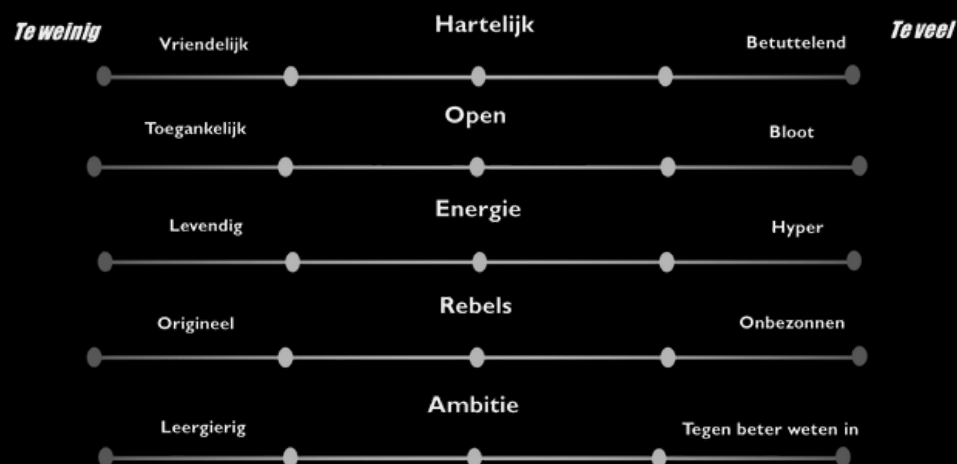 Te weinig
Hartelijk
Te veel
Vriendelijk
Betuttelend
Open
Toegankelijk
Bloot
Energie
Levendig
Hyper
Rebels
Origineel
Onbezonnen
Ambitie
Leergierig
Tegen beter weten in